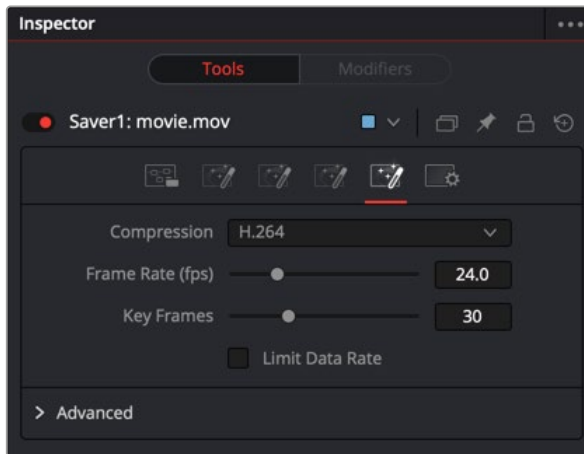 Inspector
Tools Modifiers
Saver1: movie.mov
Compression H.264
Frame Rate (fps) 24.0
Key Frames 30
Limit Data Rate
Advanced